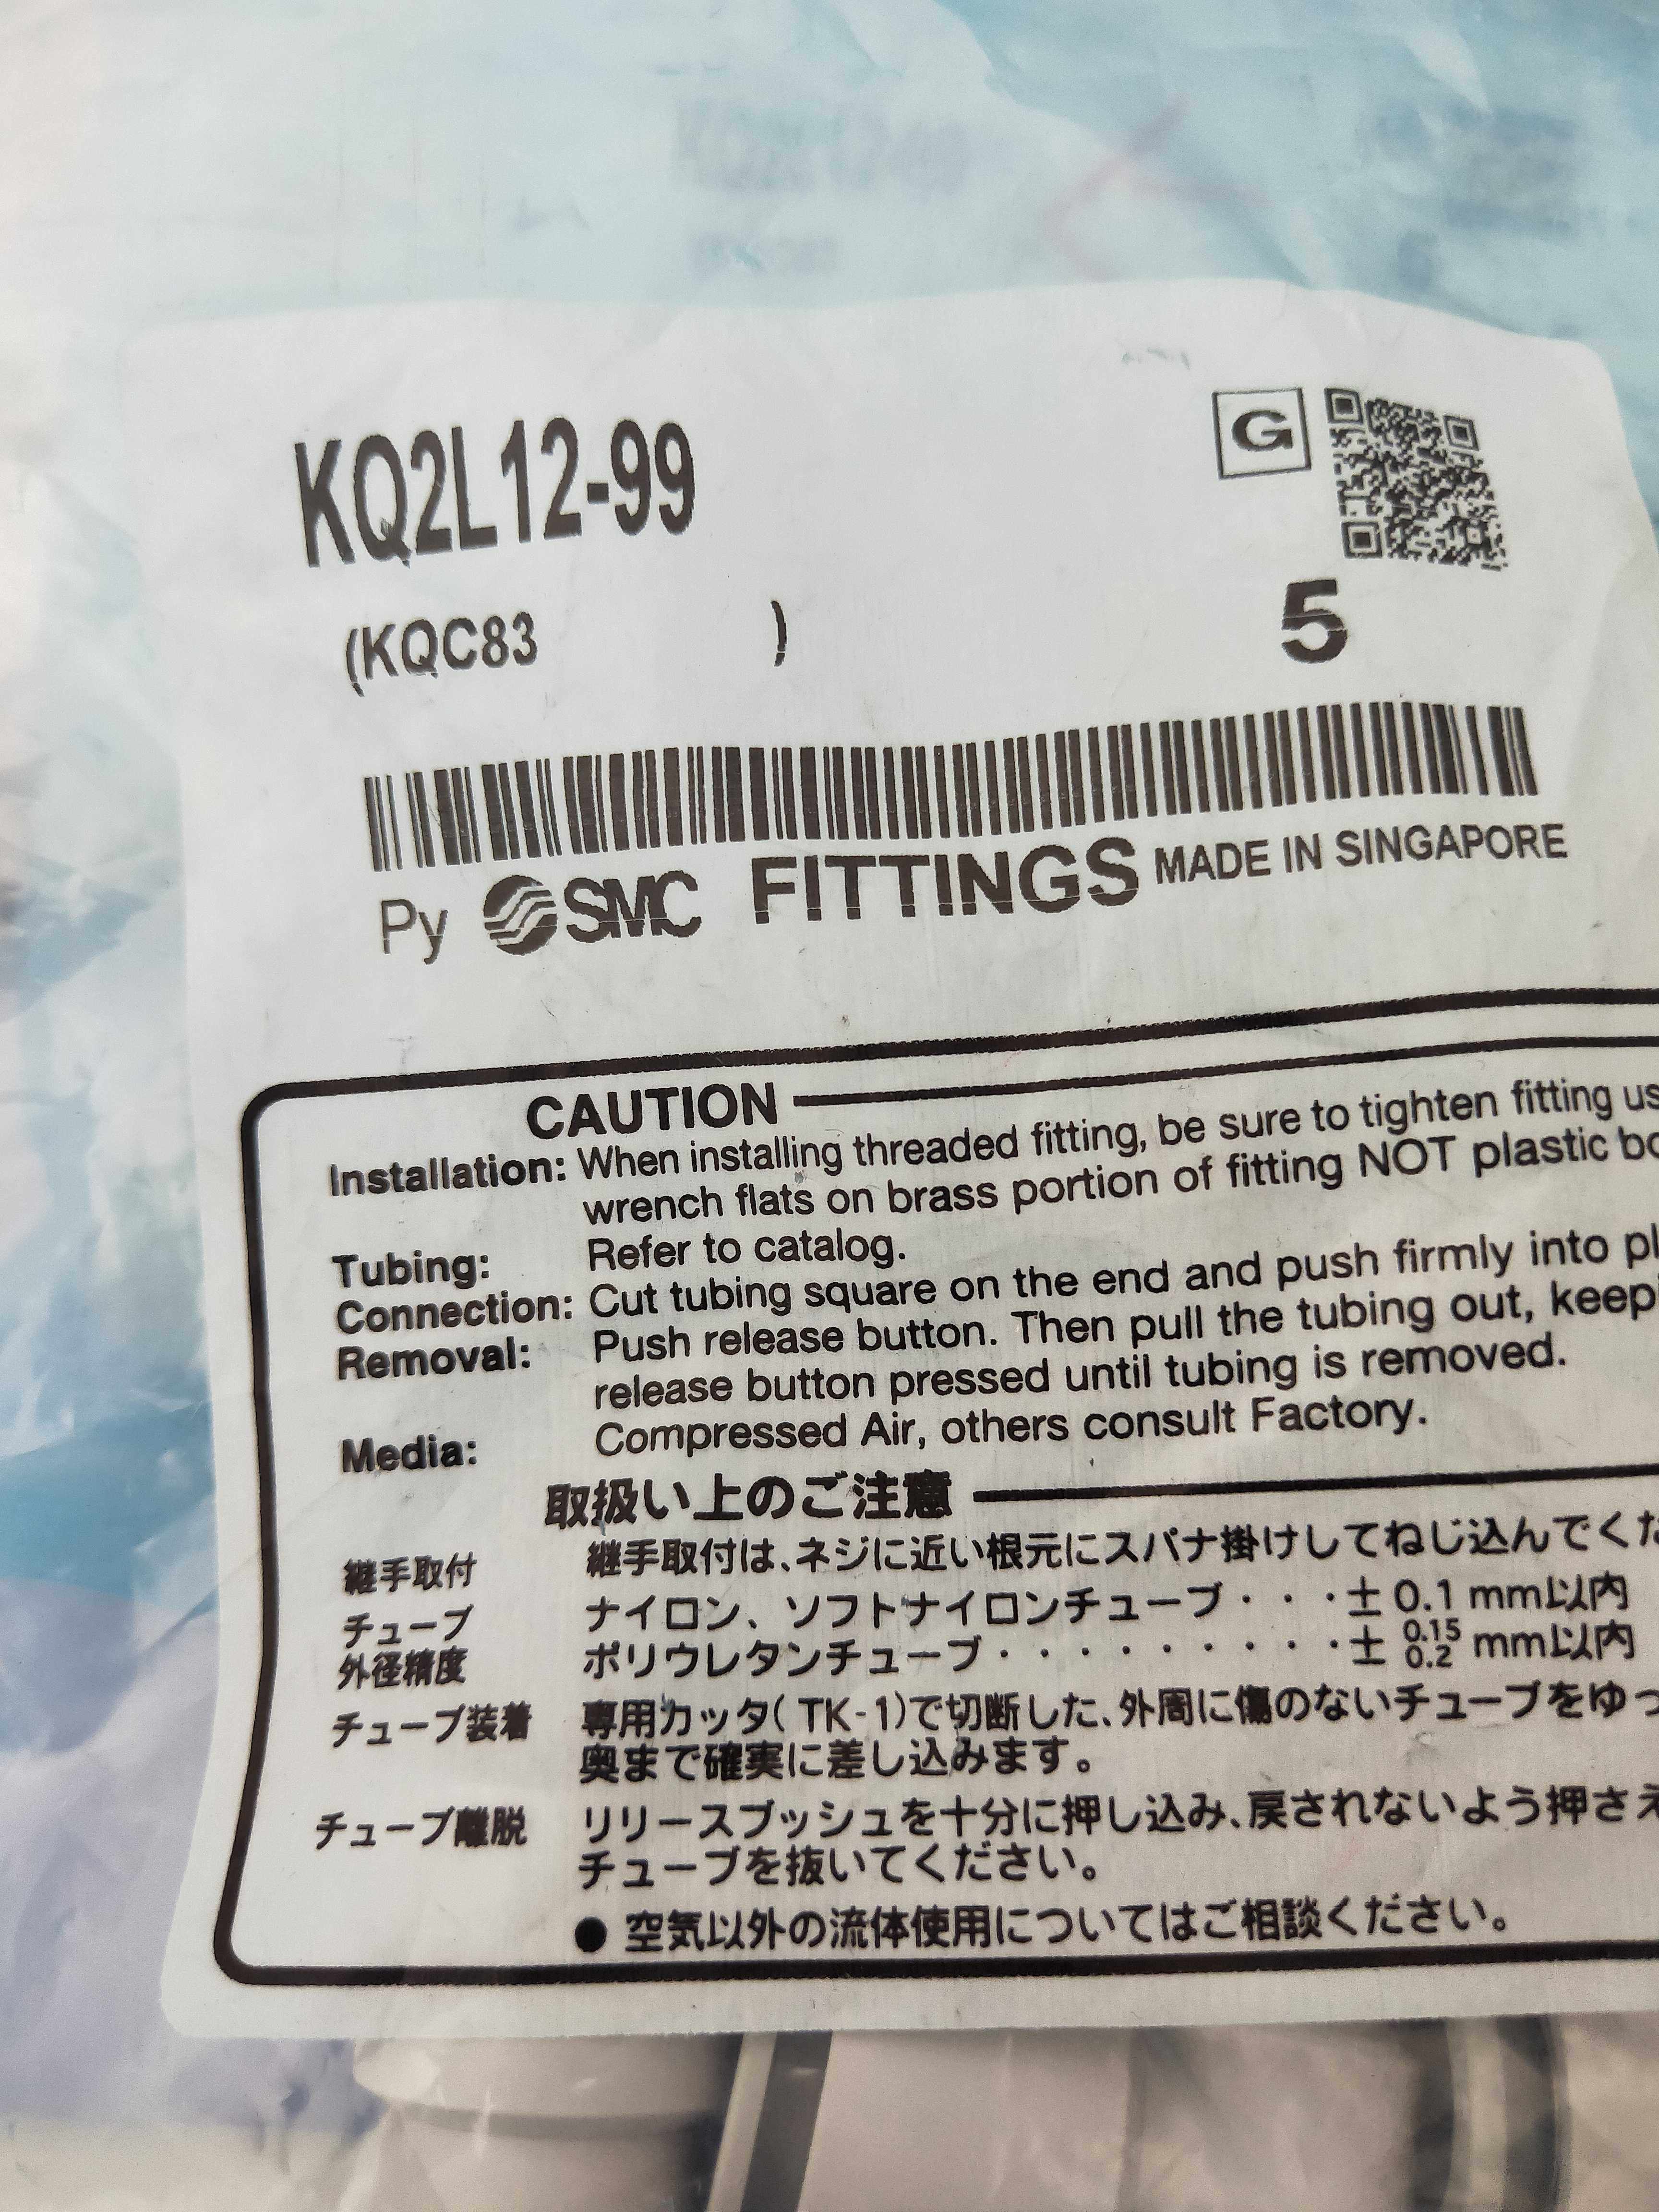 KQ2L12-99
G
(KQC83 )
5
Py SMC FITTINGS MADE IN SINGAPORE
CAUTION
Installation: When installing threaded fitting, be sure to tighten fitting
wrench flats on brass portion of fitting NOT plastic
Tubing: Refer to catalog.
Connection: Cut tubing square on the end and push firmly into
Removal: Push release button. Then pull the tubing out,
release button pressed until tubing is removed.
Media: Compressed Air, others consult Factory.
取扱い上のご注意
継手取付 継手取付は、ネジに近い根元にスパナ掛けしてねじ込んでくだ
チューブ ナイロン、ソフトナイロンチューブ・・・± 0.1 mm以内
外径精度 ポリウレタンチューブ・・・・・・・・・・± 0.15 0.2 mm以内
チューブ装着 専用カッタ( TK-1)で切断した、外周に傷のないチューブをゆっ
奥まで確実に差し込みます。
チューブ離脱 リリースブッシュを十分に押し込み、戻されないよう押さえ
チューブを抜いてください。
● 空気以外の流体使用についてはご相談ください。